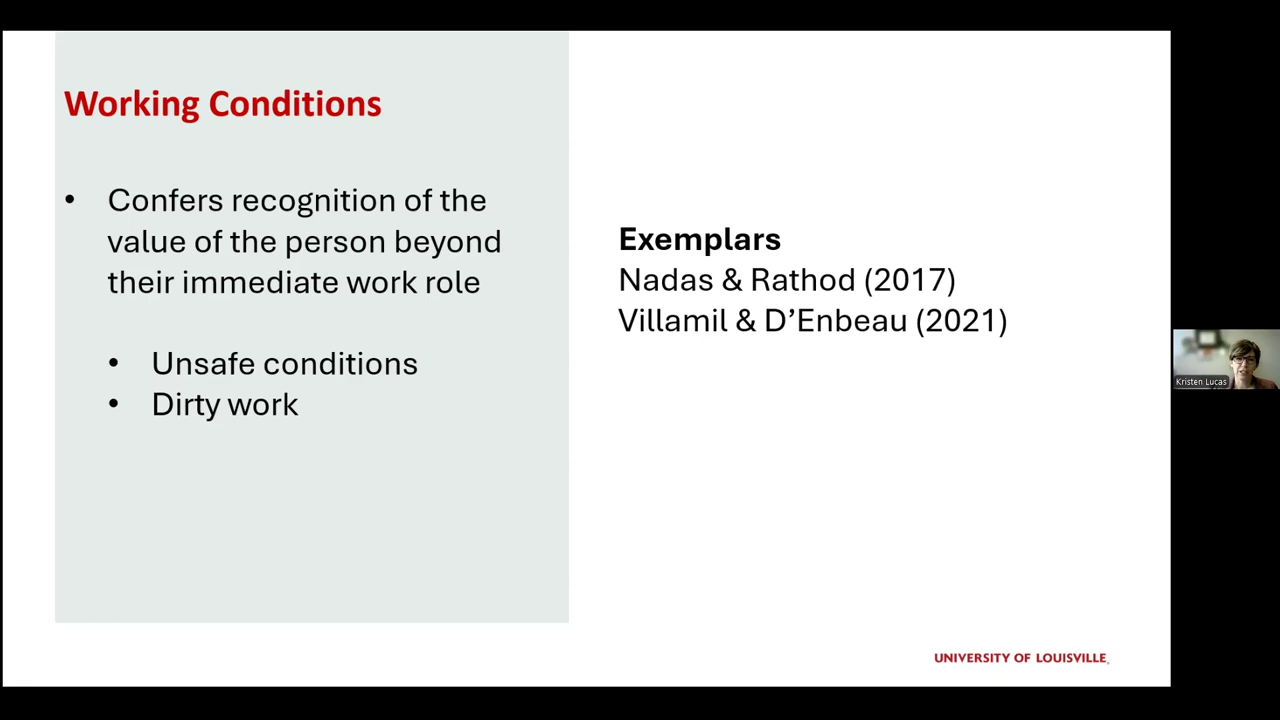 Working Conditions
• Confers recognition of the
value of the person beyond
their immediate work role
• Unsafe conditions
• Dirty work
Exemplars
Nadas & Rathod (2017)
Villamil & D’Enbeau (2021)
Kristen Lucas
UNIVERSITY OF LOUISVILLE.